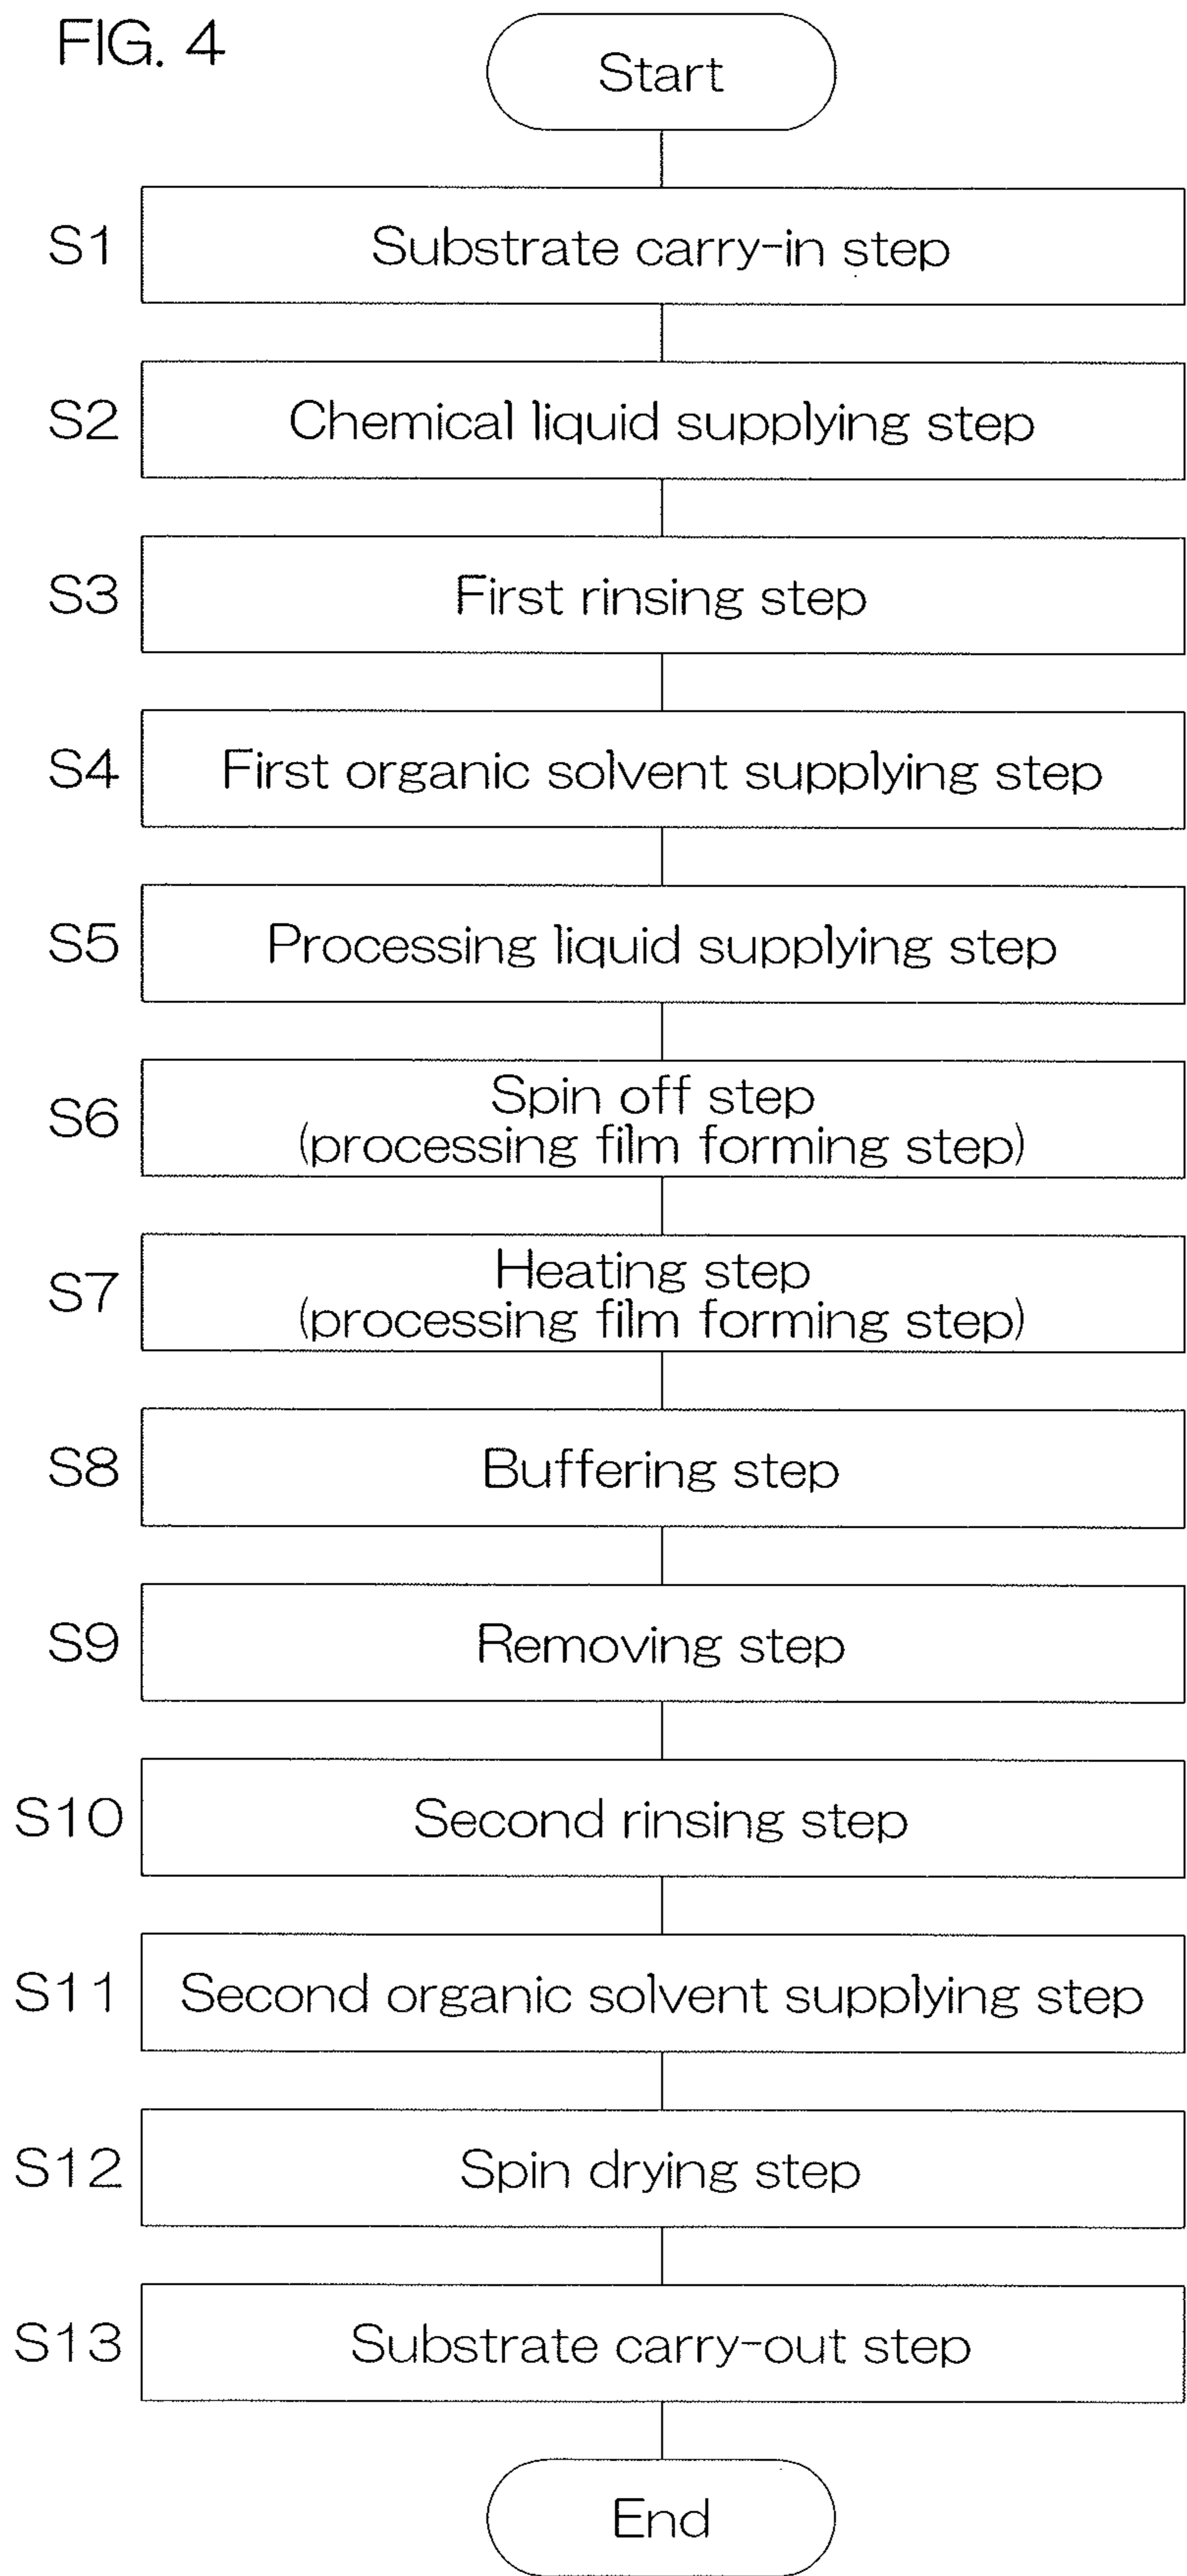 FIG. 4
Start
S1
Substrate carry-in step
S2
Chemical liquid supplying step
S3
First rinsing step
S4
First organic solvent supplying step
S5
Processing liquid supplying step
S6
Spin off step
(processing film forming step)
S7
Heating step
(processing film forming step)
S8
Buffering step
S9
Removing step
S10
Second rinsing step
S11
Second organic solvent supplying step
S12
Spin drying step
S13
Substrate carry-out step
End